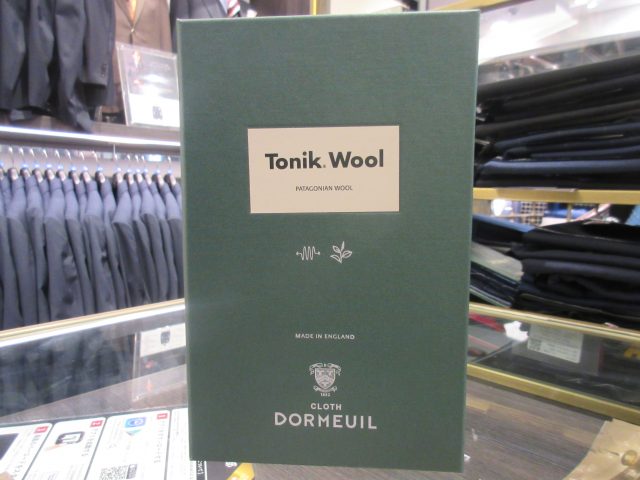 Tonik® Wool
PATAGONIAN WOOL
MADE IN ENGLAND
1842
CLOTH
DORMEUIL